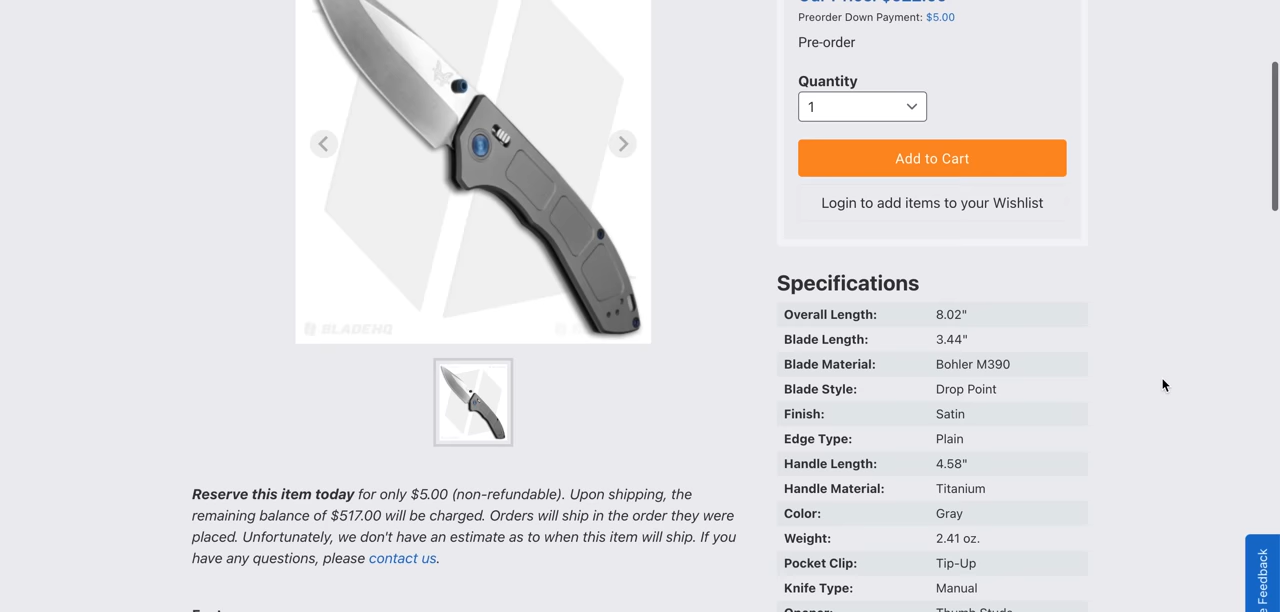 Preorder Down Payment: $5.00
Pre-order
Quantity
1
Add to Cart
Login to add items to your Wishlist
BLADEHQ
Specifications
Overall Length: 8.02"
Blade Length: 3.44"
Blade Material: Bohler M390
Blade Style: Drop Point
Finish: Satin
Edge Type: Plain
Handle Length: 4.58"
Handle Material: Titanium
Color: Gray
Weight: 2.41 oz.
Pocket Clip: Tip-Up
Knife Type: Manual
Reserve this item today for only $5.00 (non-refundable). Upon shipping, the
remaining balance of $517.00 will be charged. Orders will ship in the order they were
placed. Unfortunately, we don't have an estimate as to when this item will ship. If you
have any questions, please contact us.
Feedback